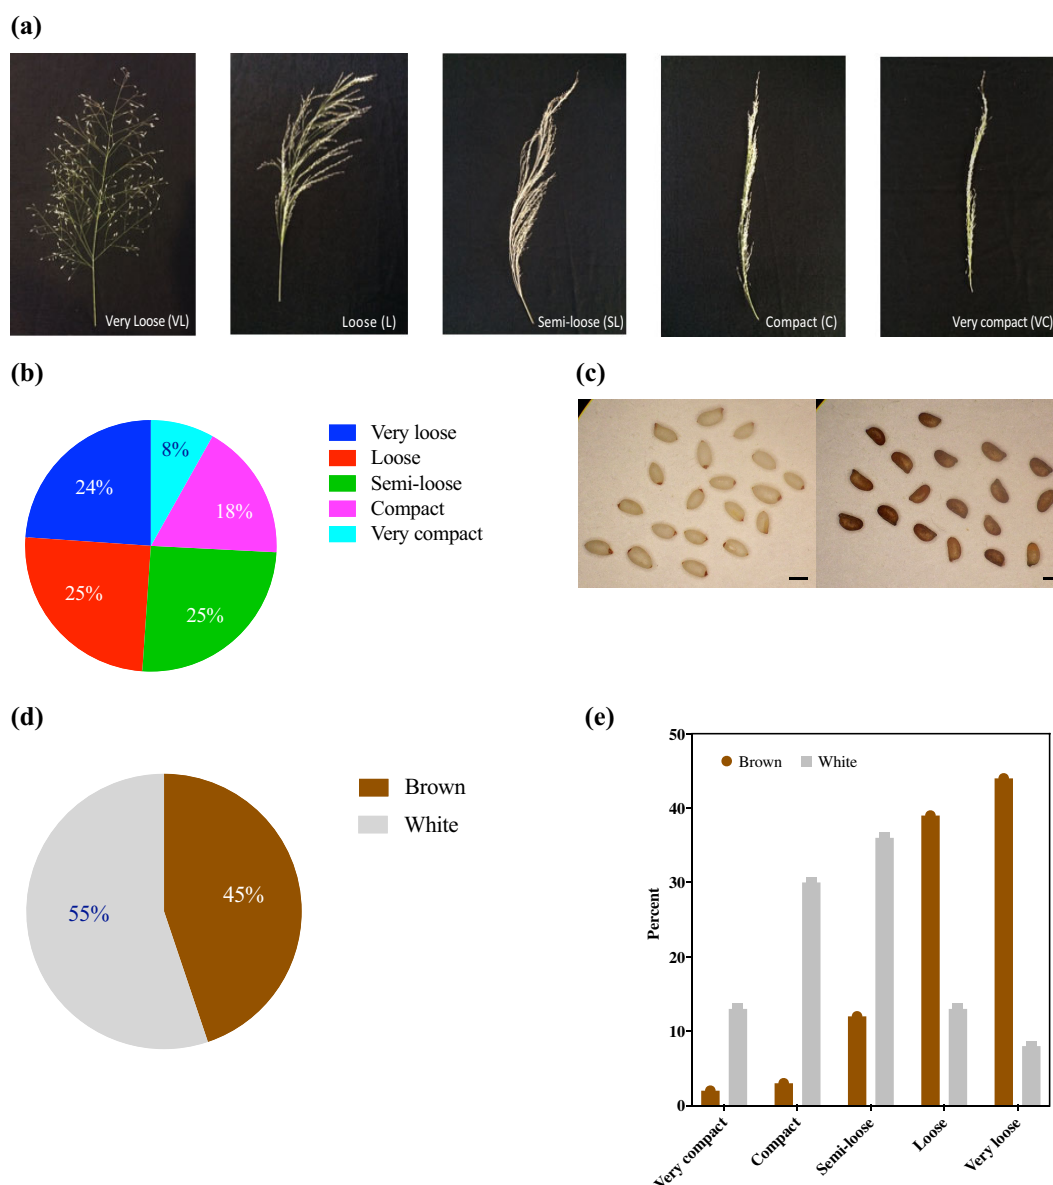 (a)
Very Loose (VL)
Loose (L)
Semi-loose (SL)
Compact (C)
Very compact (VC)
(b)
8%
24%
18%
25%
25%
Very loose
Loose
Semi-loose
Compact
Very compact
(c)
(d)
45%
55%
Brown
White
(e)
50
40
30
20
10
0
Percent
Brown
White
Very compact
Compact
Semi-loose
Loose
Very loose